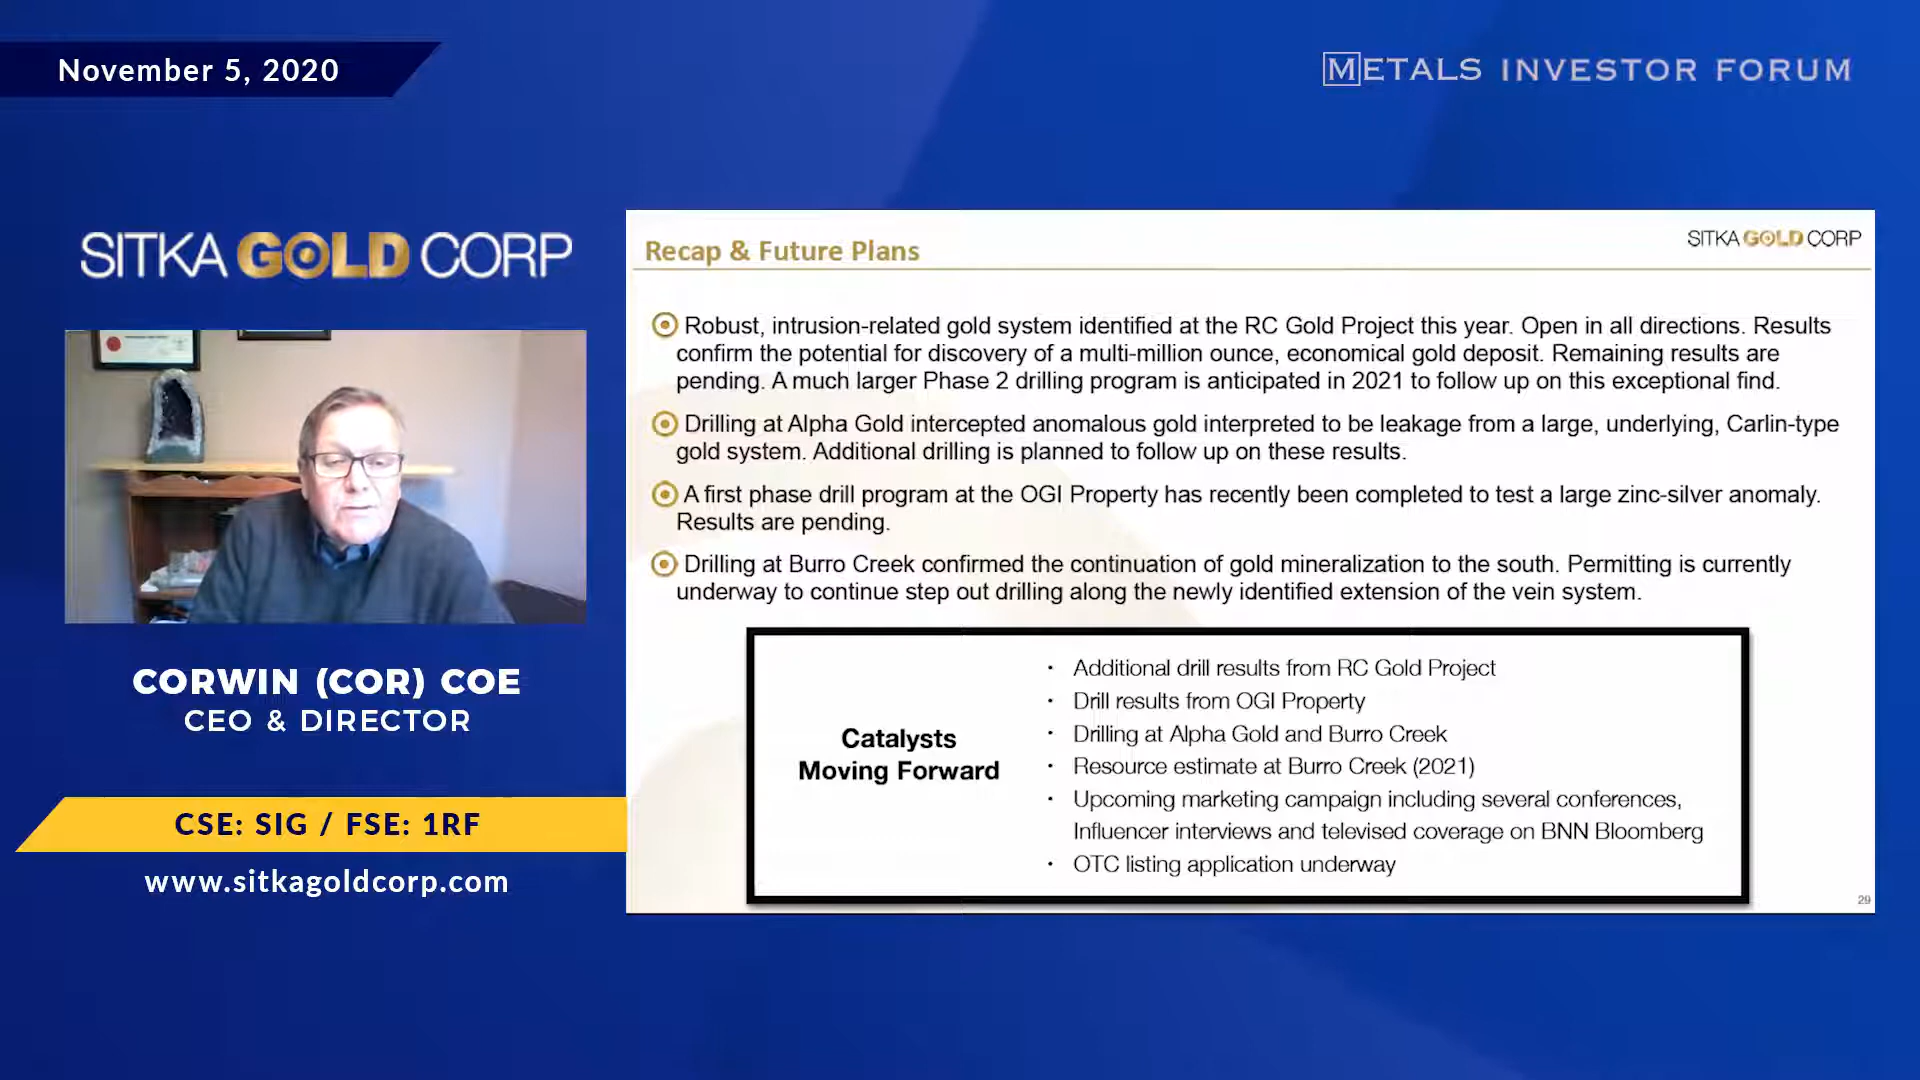 November 5, 2020
METALS INVESTOR FORUM
SITKA GOLD CORP
CORWIN (COR) COE
CEO & DIRECTOR
CSE: SIG / FSE: 1RF
www.sitkagoldcorp.com
Recap & Future Plans
SITKA GOLD CORP
Robust, intrusion-related gold system identified at the RC Gold Project this year. Open in all directions. Results
confirm the potential for discovery of a multi-million ounce, economical gold deposit. Remaining results are
pending. A much larger Phase 2 drilling program is anticipated in 2021 to follow up on this exceptional find.
Drilling at Alpha Gold intercepted anomalous gold interpreted to be leakage from a large, underlying, Carlin-type
gold system. Additional drilling is planned to follow up on these results.
A first phase drill program at the OGI Property has recently been completed to test a large zinc-silver anomaly.
Results are pending.
Drilling at Burro Creek confirmed the continuation of gold mineralization to the south. Permitting is currently
underway to continue step out drilling along the newly identified extension of the vein system.
Catalysts
Moving Forward
· Additional drill results from RC Gold Project
· Drill results from OGI Property
· Drilling at Alpha Gold and Burro Creek
· Resource estimate at Burro Creek (2021)
· Upcoming marketing campaign including several conferences,
Influencer interviews and televised coverage on BNN Bloomberg
· OTC listing application underway
29